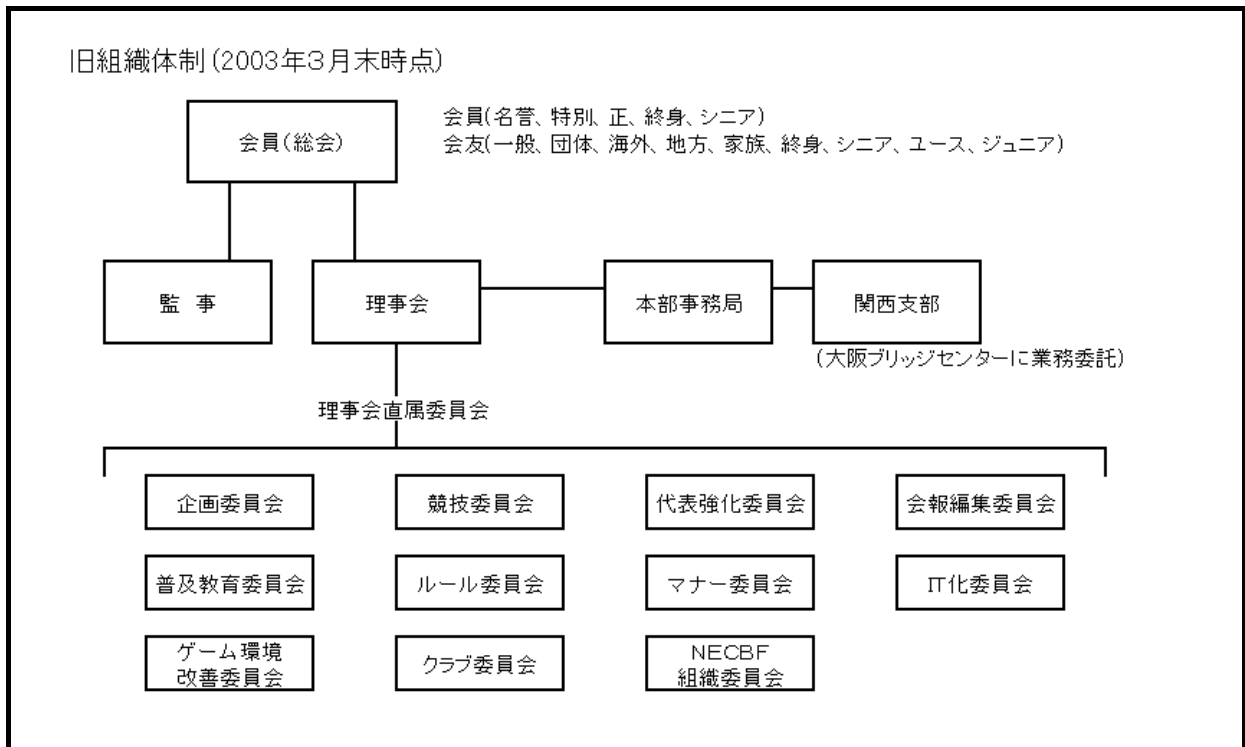 旧組織体制(2003年3月末時点)
会員(総会)
会員(名誉、特別、正、終身、シニア)
会友(一般、団体、海外、地方、家族、終身、シニア、ユース、ジュニア)
監 事
理事会
本部事務局
関西支部
(大阪ブリッジセンターに業務委託)
理事会直属委員会
企画委員会
競技委員会
代表強化委員会
会報編集委員会
普及教育委員会
ルール委員会
マナー委員会
IT化委員会
ゲーム環境
改善委員会
クラブ委員会
NECBF
組織委員会